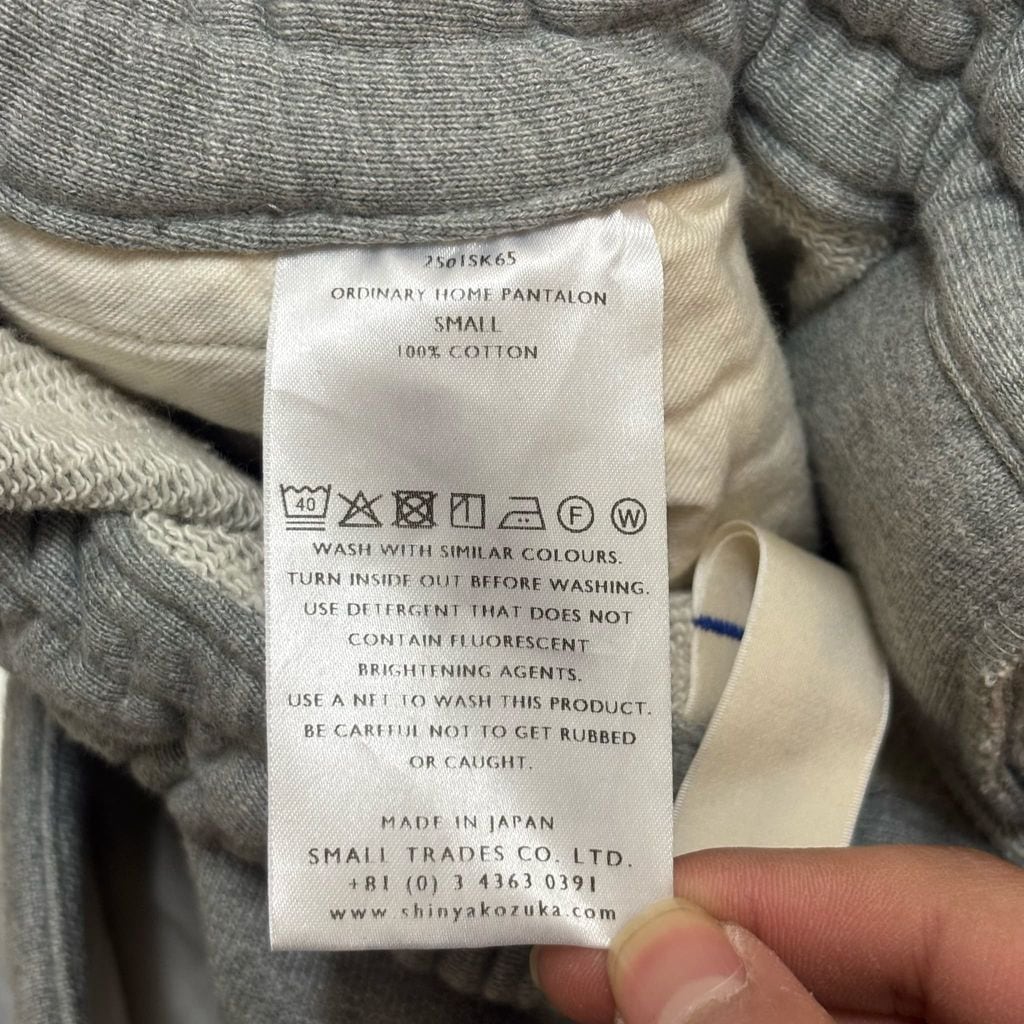 2501SK65
ORDINARY HOME PANTALON
SMALL
100% COTTON
40
F
W
WASH WITH SIMILAR COLOURS.
TURN INSIDE OUT BEFORE WASHING.
USE DETERGENT THAT DOES NOT
CONTAIN FLUORESCENT
BRIGHTENING AGENTS.
USE A NET TO WASH THIS PRODUCT.
BE CAREFUL NOT TO GET RUBBED
OR CAUGHT.
MADE IN JAPAN
SMALL TRADES CO. LTD.
+81 (0) 3 4363 0391
www.shinyakozuka.com